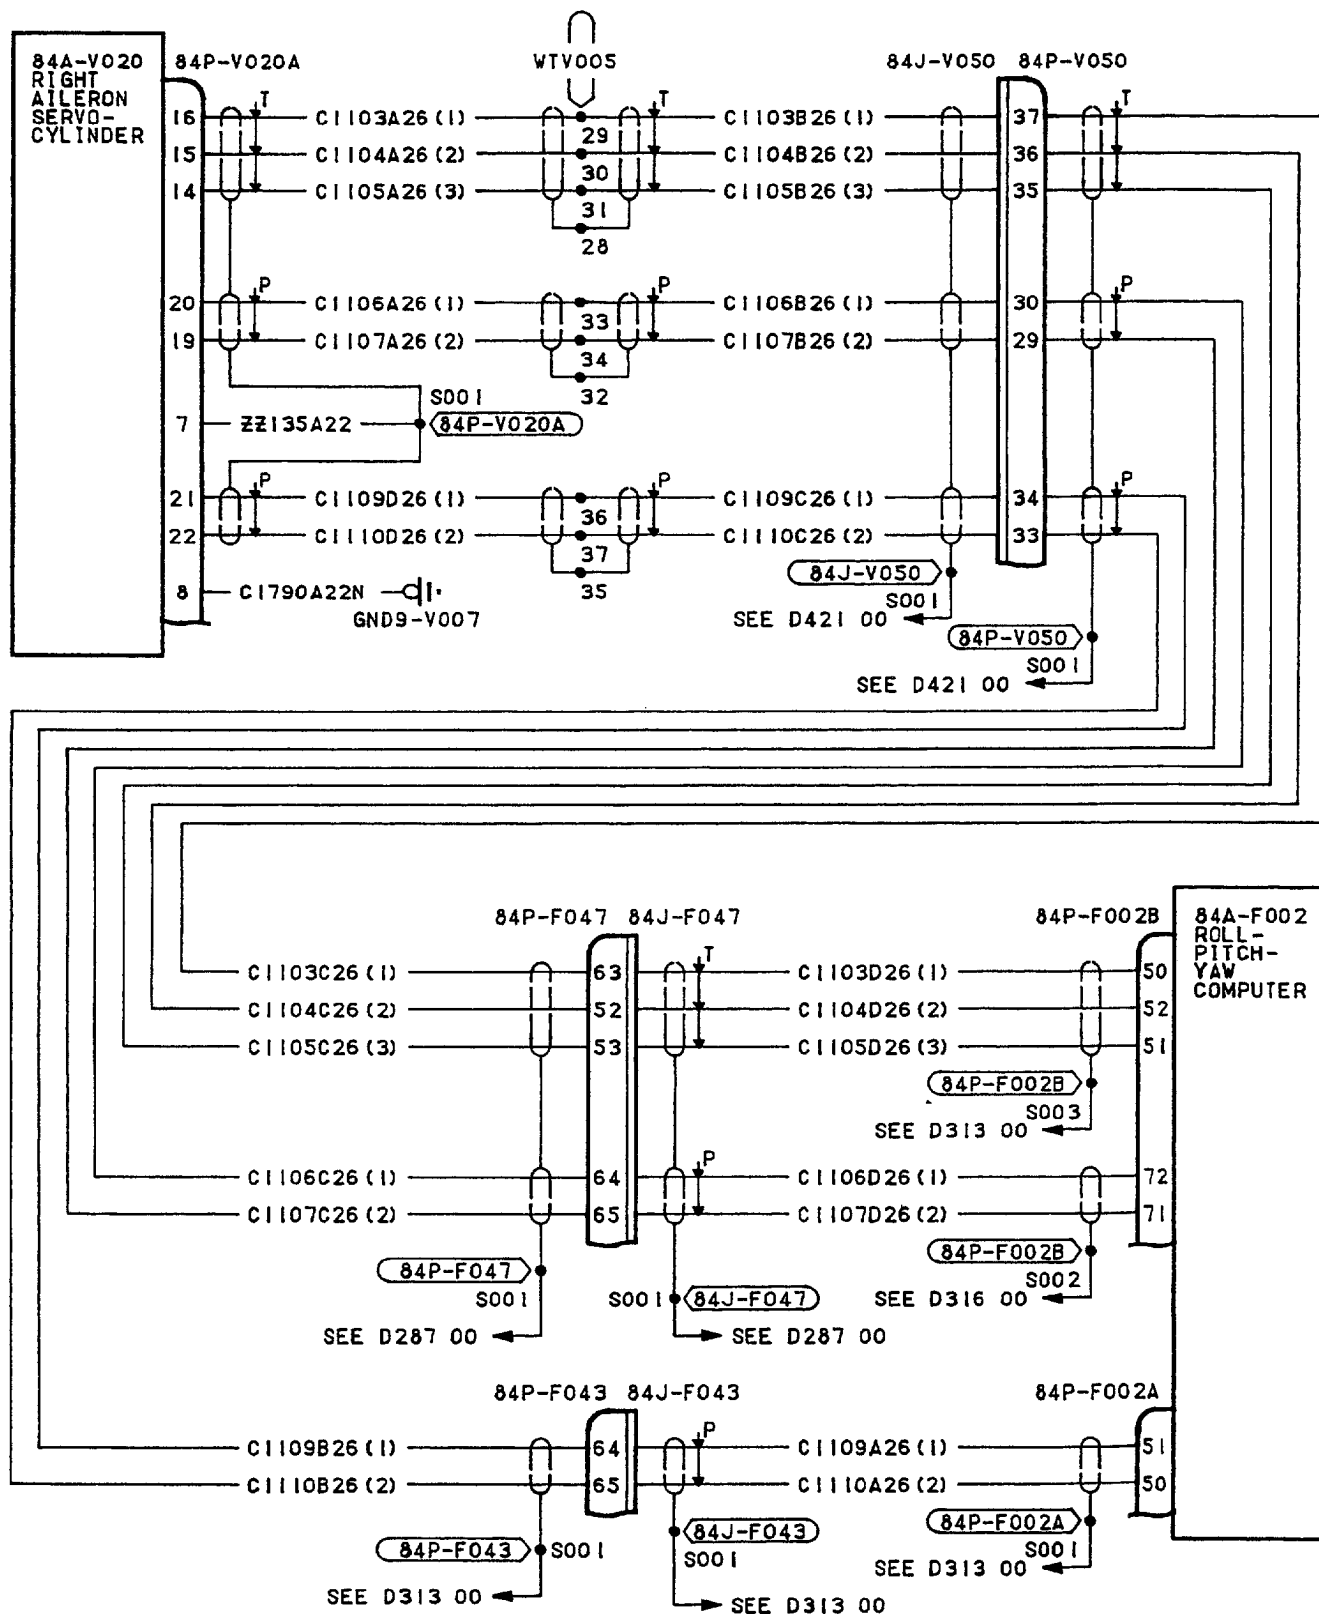 84A-V020
RIGHT
AILERON
SERVO-
CYLINDER
84P-V020A
WTV005
84J-V050
84P-V050
16
T
C1103A26(1)
29
T
C1103B26(1)
37
T
15
C1104A26(2)
30
C1104B26(2)
36
14
C1105A26(3)
31
C1105B26(3)
35
28
20
P
C1106A26(1)
33
P
C1106B26(1)
30
P
19
C1107A26(2)
34
C1107B26(2)
29
32
S001
7
ZZ135A22
84P-V020A
21
P
C1109D26(1)
36
P
C1109C26(1)
34
P
22
C1110D26(2)
37
C1110C26(2)
33
35
84J-V050
S001
8
C1790A22N
GND9-V007
SEE D421 00
84P-V050
S001
SEE D421 00
84P-F047
84J-F047
84P-F002B
84A-F002
ROLL-
PITCH-
YAW
COMPUTER
C1103C26(1)
63
T
C1103D26(1)
50
C1104C26(2)
52
C1104D26(2)
52
C1105C26(3)
53
C1105D26(3)
51
84P-F002B
S003
SEE D313 00
C1106C26(1)
64
P
C1106D26(1)
72
C1107C26(2)
65
C1107D26(2)
71
84P-F047
S001
84P-F002B
S002
S001
84J-F047
SEE D316 00
SEE D287 00
SEE D287 00
84P-F043
84J-F043
84P-F002A
C1109B26(1)
64
P
C1109A26(1)
51
C1110B26(2)
65
C1110A26(2)
50
84P-F043
S001
84J-F043
S001
84P-F002A
S001
SEE D313 00
SEE D313 00
SEE D313 00